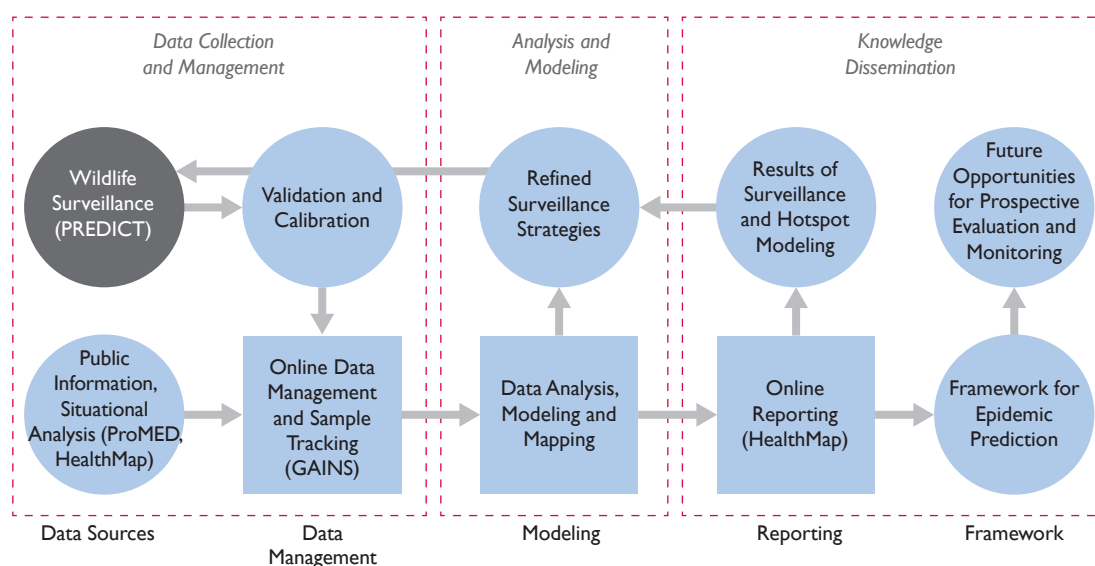 Data Collection
and Management
Analysis and
Modeling
Knowledge
Dissemination
Wildlife
Surveillance
(PREDICT)
Validation and
Calibration
Refined
Surveillance
Strategies
Results of
Surveillance
and Hotspot
Modeling
Future
Opportunities
for Prospective
Evaluation and
Monitoring
Public
Information,
Situational
Analysis (ProMED,
HealthMap)
Online Data
Management
and Sample
Tracking
(GAINS)
Data Analysis,
Modeling and
Mapping
Online
Reporting
(HealthMap)
Framework for
Epidemic
Prediction
Data Sources
Data
Management
Modeling
Reporting
Framework